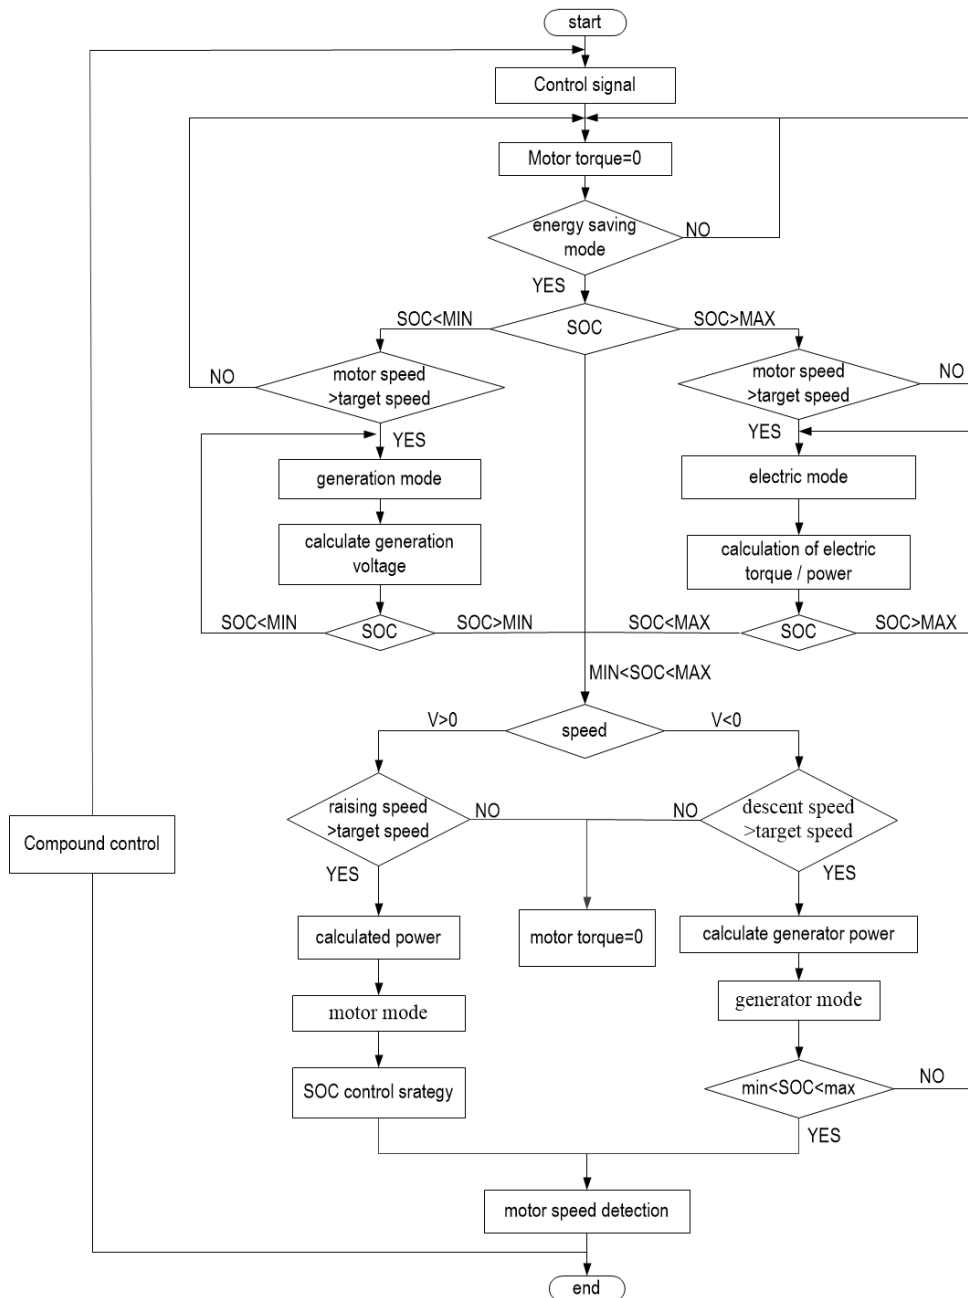 start
Control signal
Motor torque=0
energy saving
mode
NO
YES
SOC<MIN
SOC
SOC>MAX
motor speed
>target speed
NO
YES
motor speed
>target speed
NO
YES
generation mode
electric mode
calculate generation
voltage
calculation of electric
torque / power
SOC<MIN
SOC
SOC>MIN
SOC<MAX
SOC
SOC>MAX
MIN<SOC<MAX
V>0
speed
V<0
raising speed
>target speed
NO
NO
descent speed
>target speed
YES
YES
Compound control
calculated power
motor torque=0
calculate generator power
motor mode
generator mode
SOC control srategy
min<SOC<max
NO
YES
motor speed detection
end